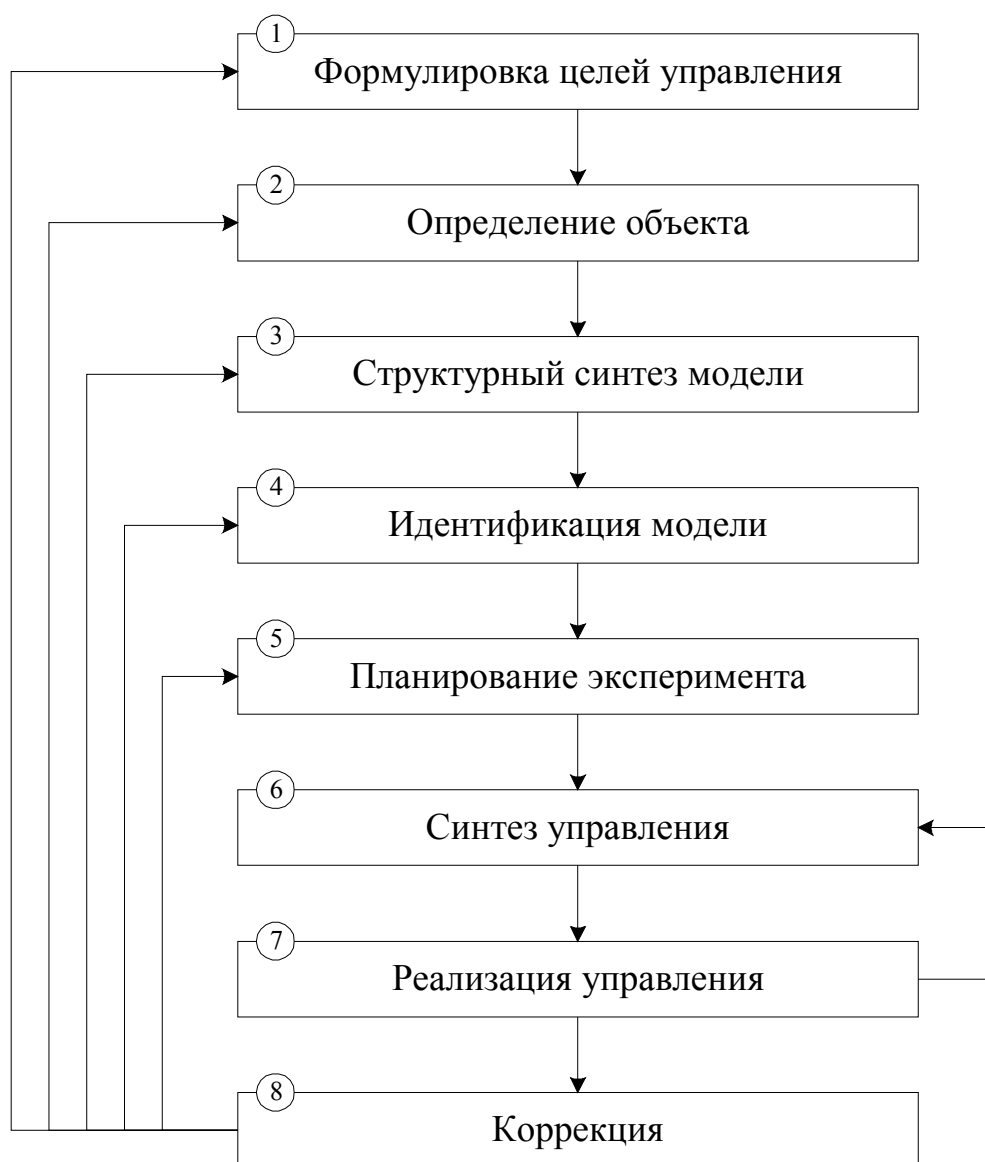 1
Формулировка целей управления
2
Определение объекта
3
Структурный синтез модели
4
Идентификация модели
5
Планирование эксперимента
6
Синтез управления
7
Реализация управления
8
Коррекция